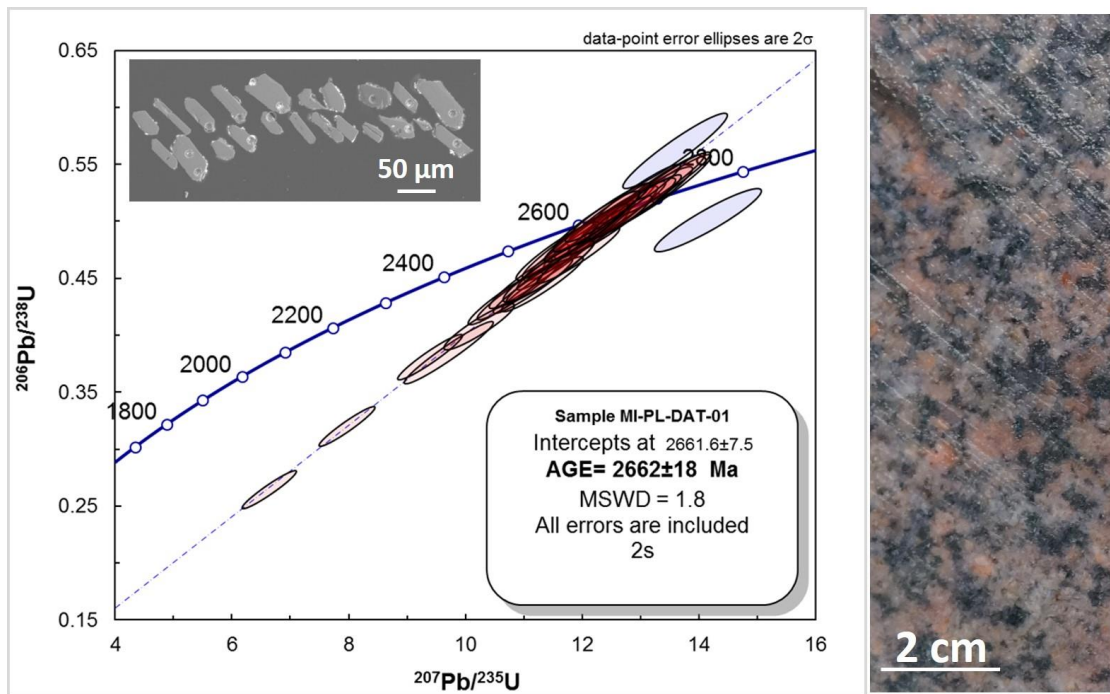 data-point error ellipses are 2σ
0.65
0.55
0.45
0.35
0.25
0.15
206Pb/238U
50 µm
2600
2400
2200
2000
1800
Sample MI-PL-DAT-01
Intercepts at 2661.6±7.5
AGE= 2662±18 Ma
MSWD = 1.8
All errors are included
2s
4 6 8 10 12 14 16
207Pb/235U
2 cm